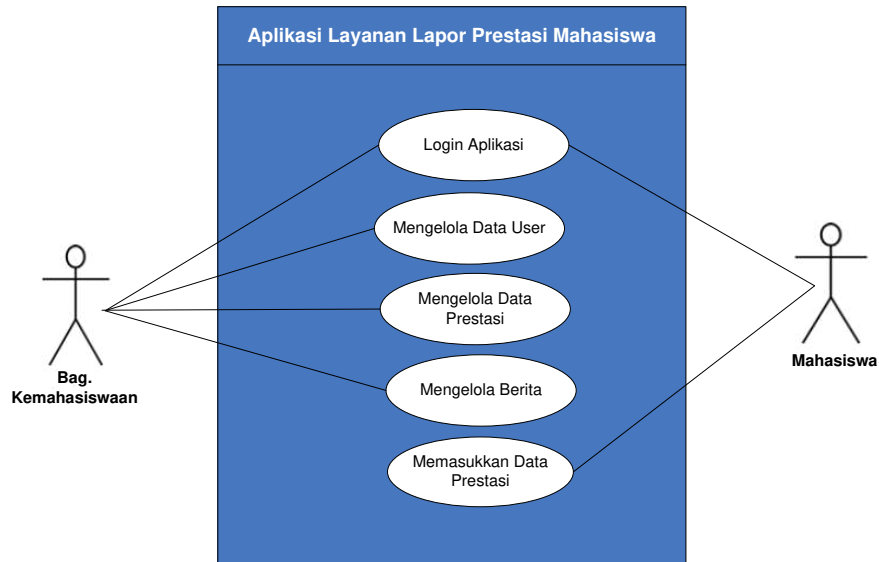 Aplikasi Layanan Lapor Prestasi Mahasiswa
Login Aplikasi
Mengelola Data User
Mengelola Data
Prestasi
Mengelola Berita
Memasukkan Data
Prestasi
Bag.
Kemahasiswaan
Mahasiswa